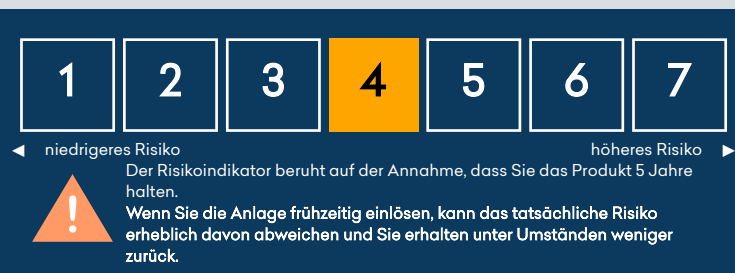 1 2 3 4 5 6 7
niedrigeres Risiko höheres Risiko
Der Risikoindikator beruht auf der Annahme, dass Sie das Produkt 5 Jahre
halten.
Wenn Sie die Anlage frühzeitig einlösen, kann das tatsächliche Risiko
erheblich davon abweichen und Sie erhalten unter Umständen weniger
zurück.